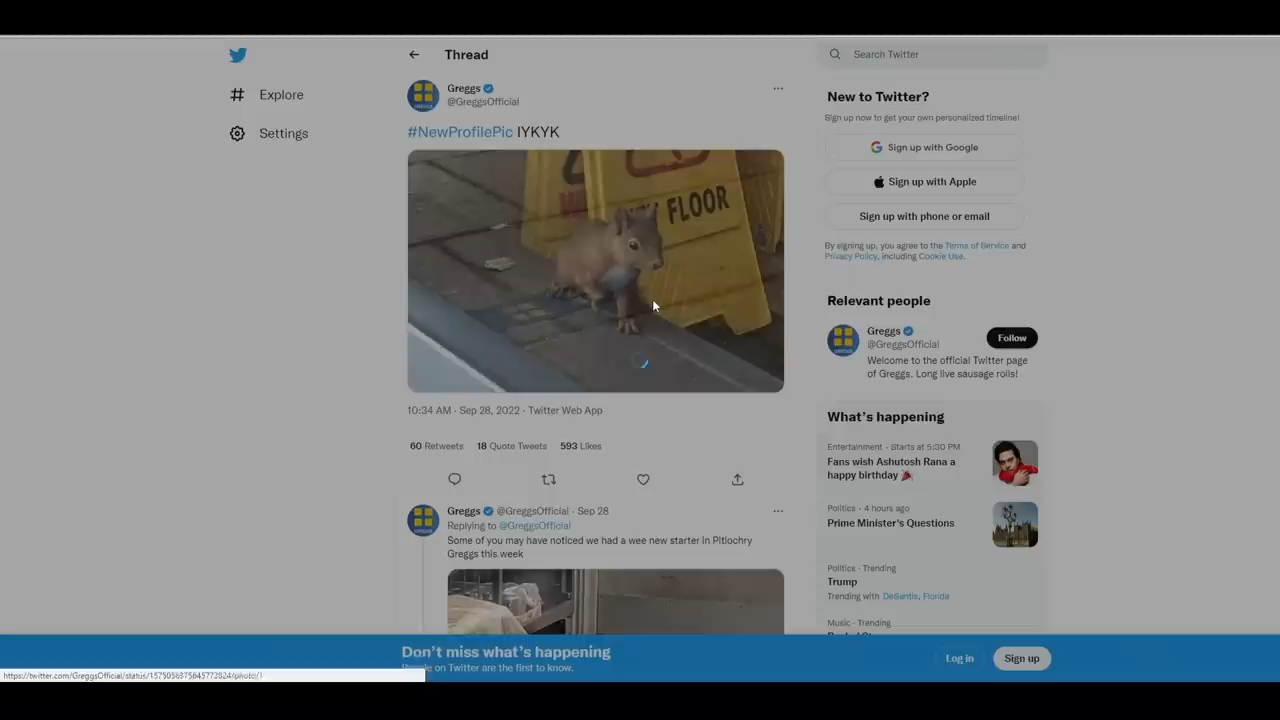 Thread
Explore
Settings
Greggs
@GreggsOfficial
#NewProfilePic IYKYK
FLOOR
10:34 AM · Sep 28, 2022 · Twitter Web App
60 Retweets 18 Quote Tweets 593 Likes
Greggs @GreggsOfficial · Sep 28
Replying to @GreggsOfficial
Some of you may have noticed we had a wee new starter in Pitlochry
Greggs this week
Search Twitter
New to Twitter?
Sign up now to get your own personalized timeline!
Sign up with Google
Sign up with Apple
Sign up with phone or email
By signing up, you agree to the Terms of Service and
Privacy Policy, including Cookie Use.
Relevant people
Greggs
@GreggsOfficial
Follow
Welcome to the official Twitter page
of Greggs. Long live sausage rolls!
What's happening
Entertainment · Starts at 5:30 PM
Fans wish Ashutosh Rana a
happy birthday 🎉
Politics · 4 hours ago
Prime Minister's Questions
Politics · Trending
Trump
Trending with DeSantis, Florida
Music · Trending
Don't miss what's happening
People on Twitter are the first to know.
Log in
Sign up